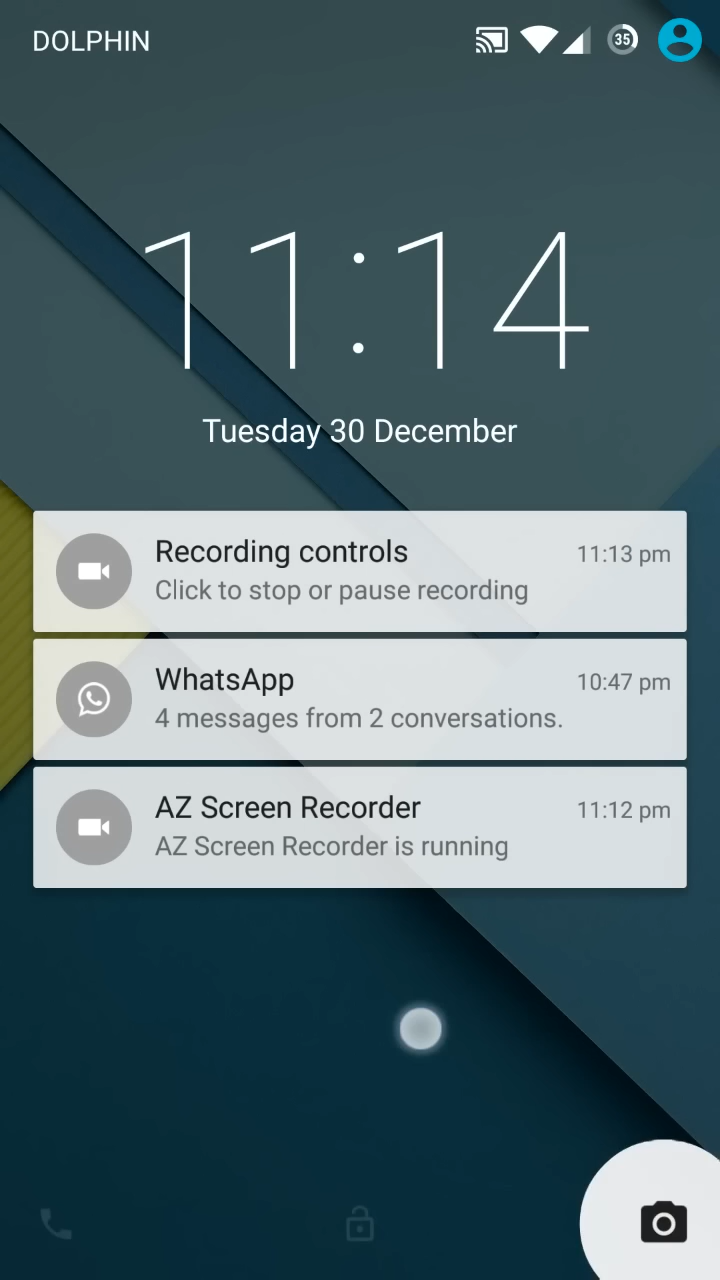 DOLPHIN
35
11:14
Tuesday 30 December
Recording controls 11:13 pm
Click to stop or pause recording
WhatsApp 10:47 pm
4 messages from 2 conversations.
AZ Screen Recorder 11:12 pm
AZ Screen Recorder is running